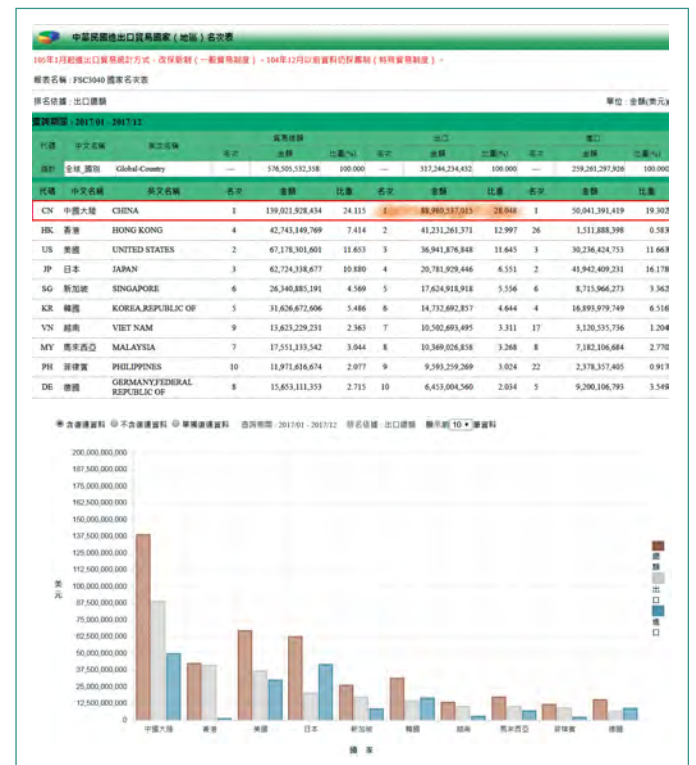 中華民國進出口貿易國家(地區)名次表
105年1月起進出口貿易統計方式,改採新制(一般貿易制度),104年12月以前資料仍採舊制(特殊貿易制度)。
報表名稱:FSC3040 國家名次表
排名依據:出口總額 單位:金額(美元)
查詢期間:2017/01 - 2017/12
代碼 中文名稱 英文名稱 貿易總額 出口 進口
名次 金額 比重(%) 名次 金額 比重(%) 名次 金額 比重(%)
總計 全球_國別 Global-Country --- 576,505,532,358 100.000 --- 317,244,234,432 100.000 --- 259,261,297,926 100.000
代碼 中文名稱 英文名稱 名次 金額 比重 名次 金額 比重 名次 金額 比重
CN 中國大陸 CHINA 1 139,021,928,434 24.115 1 88,980,537,015 28.048 1 50,041,391,419 19.302
HK 香港 HONG KONG 4 42,743,149,769 7.414 2 41,231,261,371 12.997 26 1,511,888,398 0.583
US 美國 UNITED STATES 2 67,178,301,601 11.653 3 36,941,876,848 11.645 3 30,236,424,753 11.663
JP 日本 JAPAN 3 62,724,338,677 10.880 4 20,781,929,446 6.551 2 41,942,409,231 16.178
SG 新加坡 SINGAPORE 6 26,340,885,191 4.569 5 17,624,918,918 5.556 6 8,715,966,273 3.362
KR 韓國 KOREA,REPUBLIC OF 5 31,626,672,606 5.486 6 14,732,692,857 4.644 4 16,893,979,749 6.516
VN 越南 VIET NAM 9 13,623,229,231 2.363 7 10,502,693,495 3.311 17 3,120,535,736 1.204
MY 馬來西亞 MALAYSIA 7 17,551,133,542 3.044 8 10,369,026,858 3.268 8 7,182,106,684 2.770
PH 菲律賓 PHILIPPINES 10 11,971,616,674 2.077 9 9,593,259,269 3.024 22 2,378,357,405 0.917
DE 德國 GERMANY,FEDERAL REPUBLIC OF 8 15,653,111,353 2.715 10 6,453,004,560 2.034 5 9,200,106,793 3.549
含復運資料 不含復運資料 單獨復運資料 查詢期間:2017/01 - 2017/12 排名依據:出口總額 顯示前 10 筆資料
200,000,000,000
187,500,000,000
175,000,000,000
162,500,000,000
150,000,000,000
137,500,000,000
125,000,000,000
112,500,000,000
100,000,000,000
87,500,000,000
75,000,000,000
62,500,000,000
50,000,000,000
37,500,000,000
25,000,000,000
12,500,000,000
0
美元
中國大陸 香港 美國 日本 新加坡 韓國 越南 馬來西亞 菲律賓 德國
國 家
總額
出口
進口